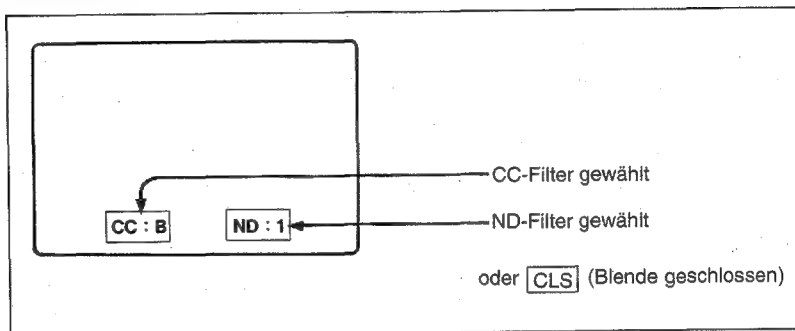 CC-Filter gewählt
CC : B
ND : 1
ND-Filter gewählt
oder CLS (Blende geschlossen)